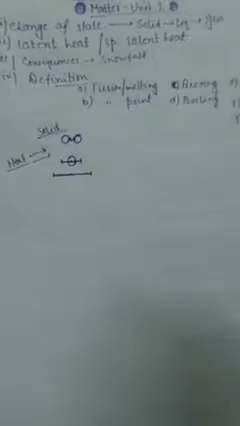 Matter - Unit 1
i) Change of state → Solid → Liq → gas
ii) latent heat / sp. latent heat
iii) Consequences → Snowfall
iv) Definition
a) Fusion/melting c) Freezing e)
b) " point d) Boiling
Solid
Heat